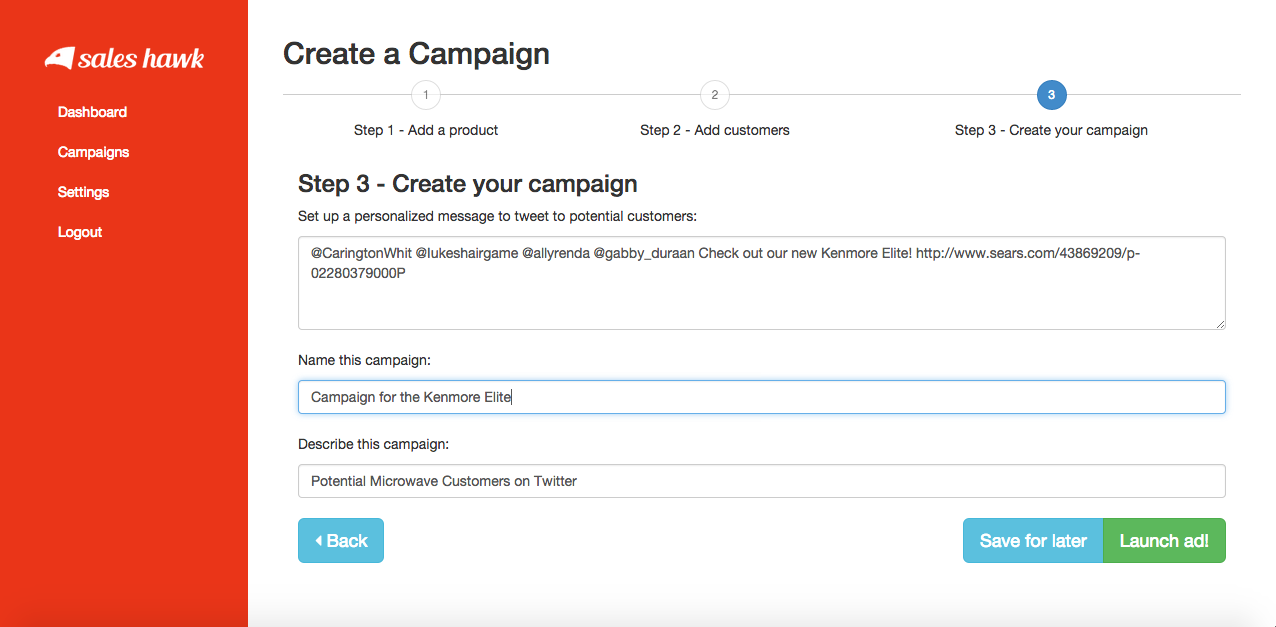 sales hawk
Dashboard
Campaigns
Settings
Logout
Create a Campaign
1
2
3
Step 1 - Add a product
Step 2 - Add customers
Step 3 - Create your campaign
Step 3 - Create your campaign
Set up a personalized message to tweet to potential customers:
@CaringtonWhit @lukeshairgame @allyrenda @gabby_duraan Check out our new Kenmore Elite! http://www.sears.com/43869209/p-
02280379000P
Name this campaign:
Campaign for the Kenmore Elite
Describe this campaign:
Potential Microwave Customers on Twitter
Back
Save for later
Launch ad!